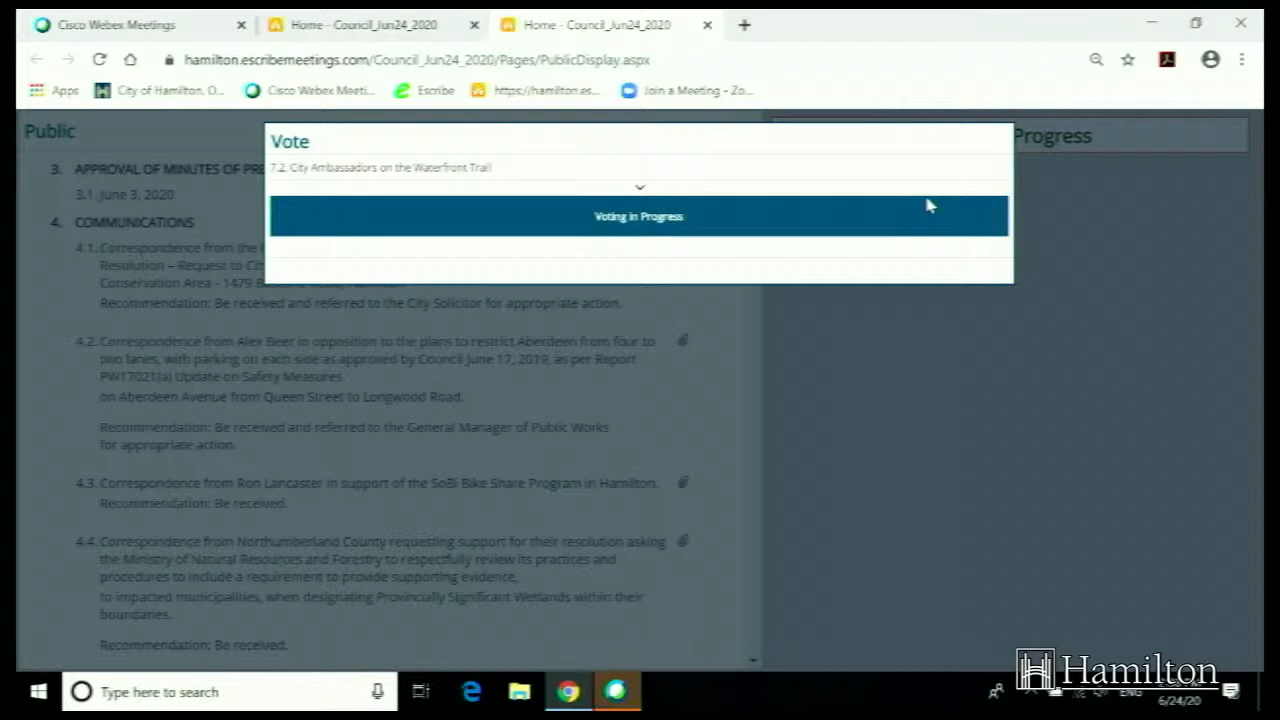 Cisco Webex Meetings
Home - Council_Jun24_2020
Home - Council_Jun24_2020
hamilton.escribemeetings.com/Council_Jun24_2020/Pages/PublicDisplay.aspx
Apps
City of Hamilton, O...
Cisco Webex Meeti...
Escribe
https://hamilton.es...
Join a Meeting - Zo...
Public
Progress
Vote
7.2. City Ambassadors on the Waterfront Trail
Voting in Progress
3. APPROVAL OF MINUTES OF PRE
3.1. June 3, 2020
4. COMMUNICATIONS
4.1. Correspondence from the
Resolution – Request to
Conservation Area - 1479
Recommendation: Be received and referred to the City Solicitor for appropriate action.
4.2. Correspondence from Alex Beer in opposition to the plans to restrict Aberdeen from four to
two lanes, with parking on each side as approved by Council June 17, 2019, as per Report
PW17021(a) Update on Safety Measures
on Aberdeen Avenue from Queen Street to Longwood Road.
Recommendation: Be received and referred to the General Manager of Public Works
for appropriate action.
4.3. Correspondence from Ron Lancaster in support of the SoBi Bike Share Program in Hamilton.
Recommendation: Be received.
4.4. Correspondence from Northumberland County requesting support for their resolution asking
the Ministry of Natural Resources and Forestry to respectfully review its practices and
procedures to include a requirement to provide supporting evidence,
to impacted municipalities, when designating Provincially Significant Wetlands within their
boundaries.
Recommendation: Be received.
Hamilton
Type here to search
ENG
6/24/20